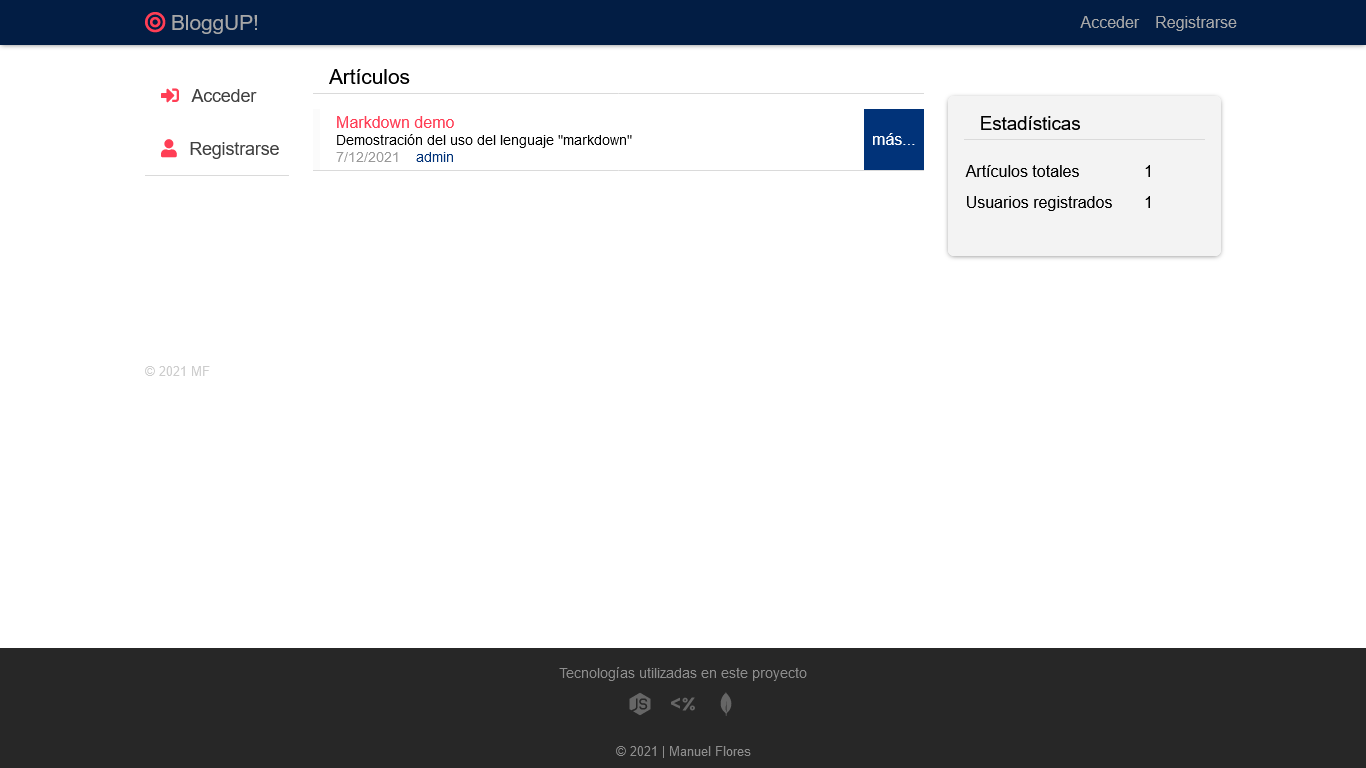 BloggUP!
Acceder Registrarse
Acceder
Registrarse
© 2021 MF
Artículos
Markdown demo
Demostración del uso del lenguaje "markdown"
7/12/2021 admin
más...
Estadísticas
Artículos totales 1
Usuarios registrados 1
Tecnologías utilizadas en este proyecto
JS <%
© 2021 | Manuel Flores